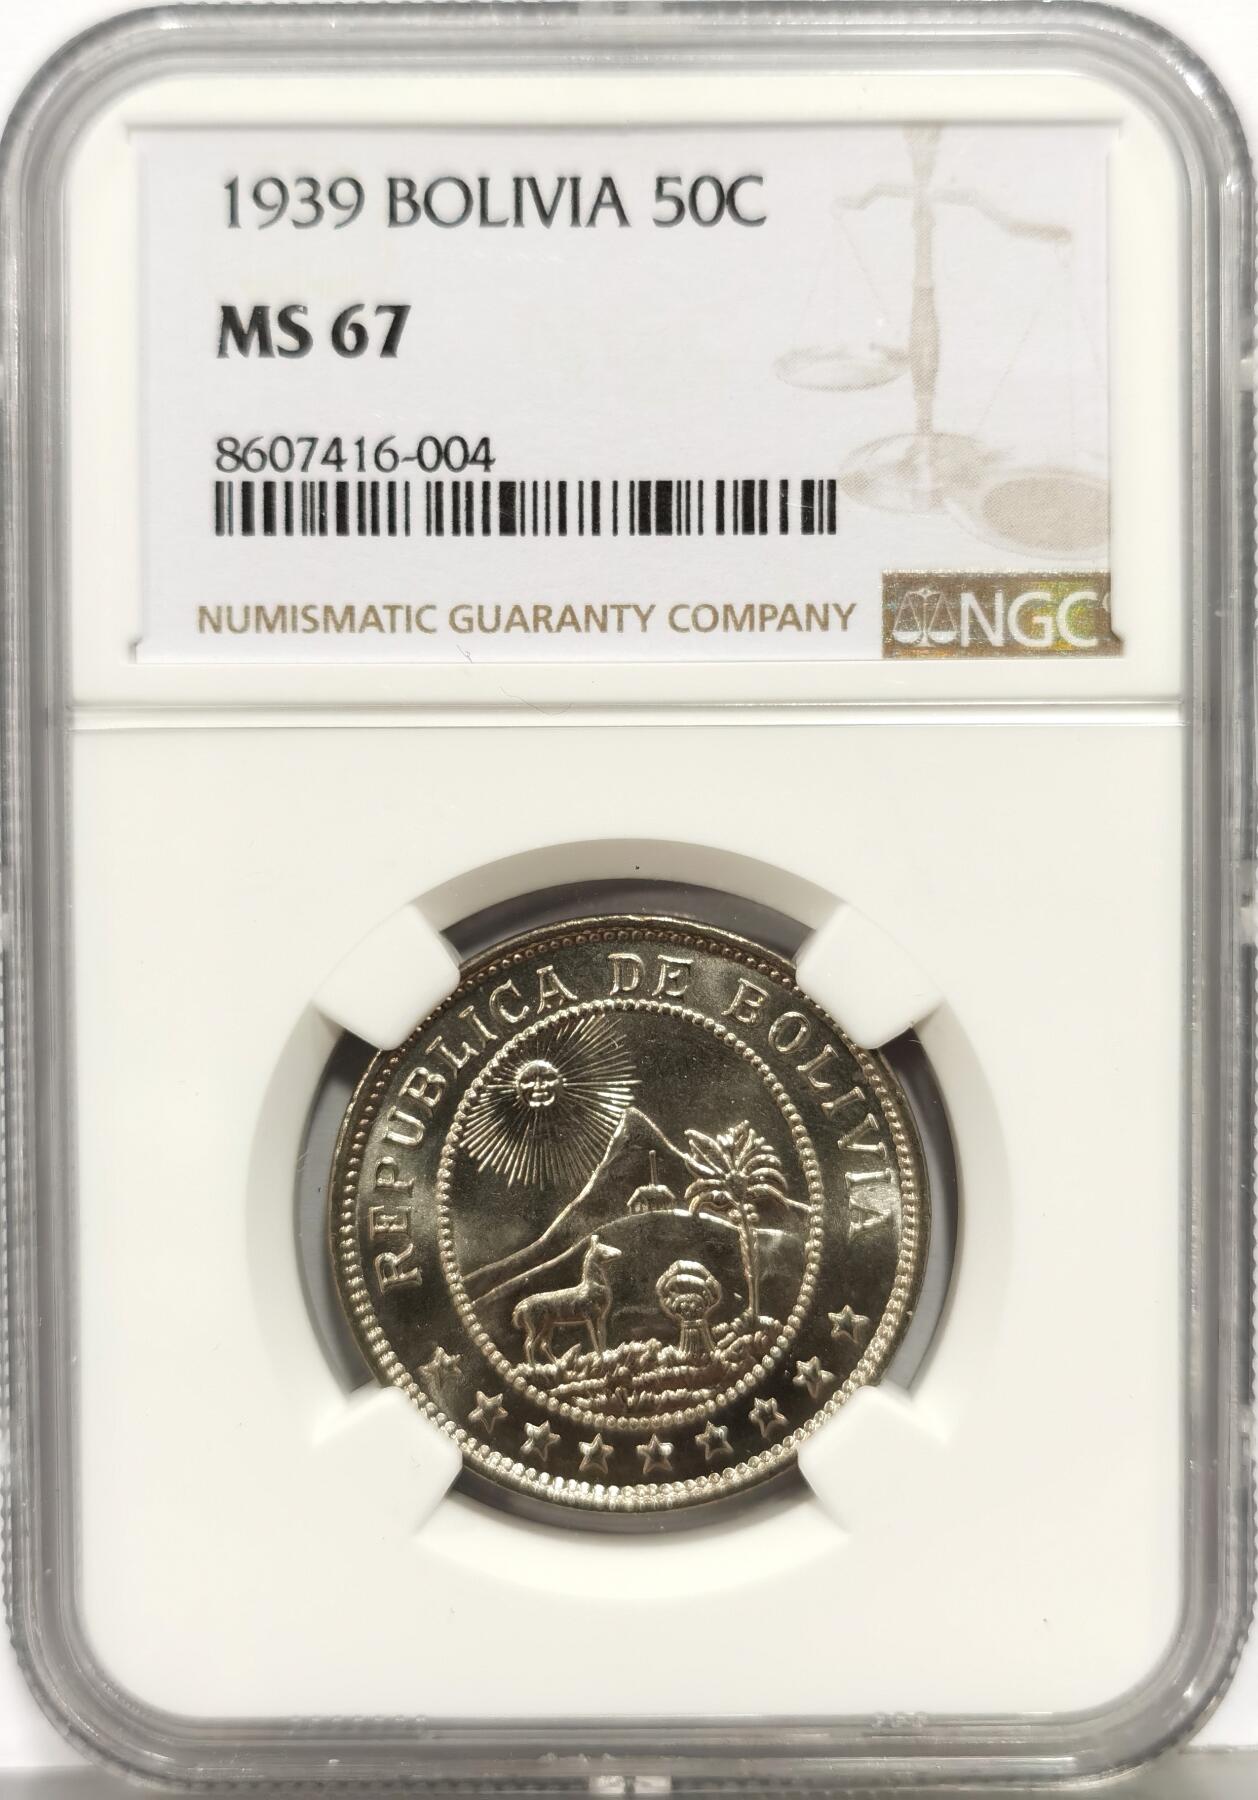 1939 BOLIVIA 50C
MS 67
8607416-004
NUMISMATIC GUARANTY COMPANY
NGC
REPUBLICA DE BOLIVIA